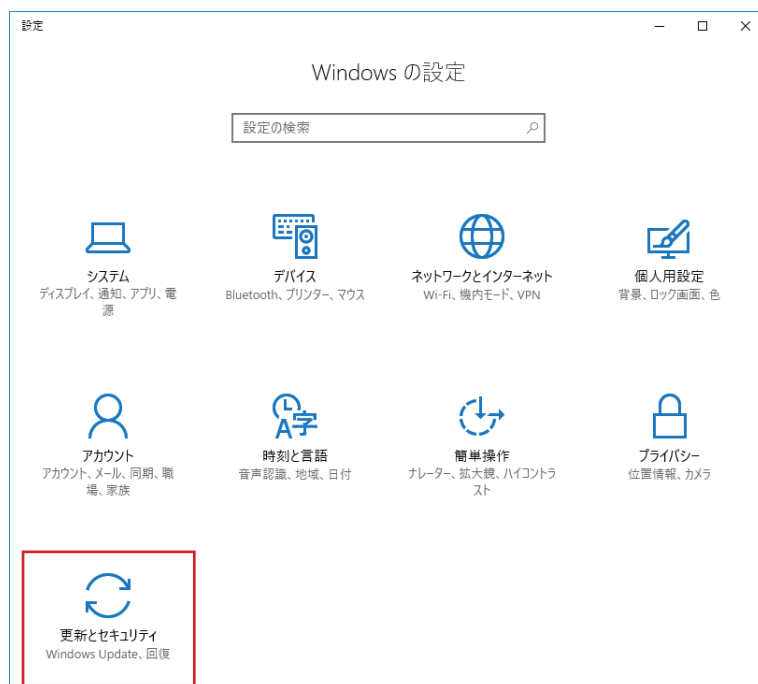 設定
Windows の設定
設定の検索
システム
ディスプレイ、通知、アプリ、電
源
デバイス
Bluetooth、プリンター、マウス
ネットワークとインターネット
Wi-Fi、機内モード、VPN
個人用設定
背景、ロック画面、色
アカウント
アカウント、メール、同期、職
場、家族
時刻と言語
音声認識、地域、日付
簡単操作
ナレーター、拡大鏡、ハイコントラ
スト
プライバシー
位置情報、カメラ
更新とセキュリティ
Windows Update、回復